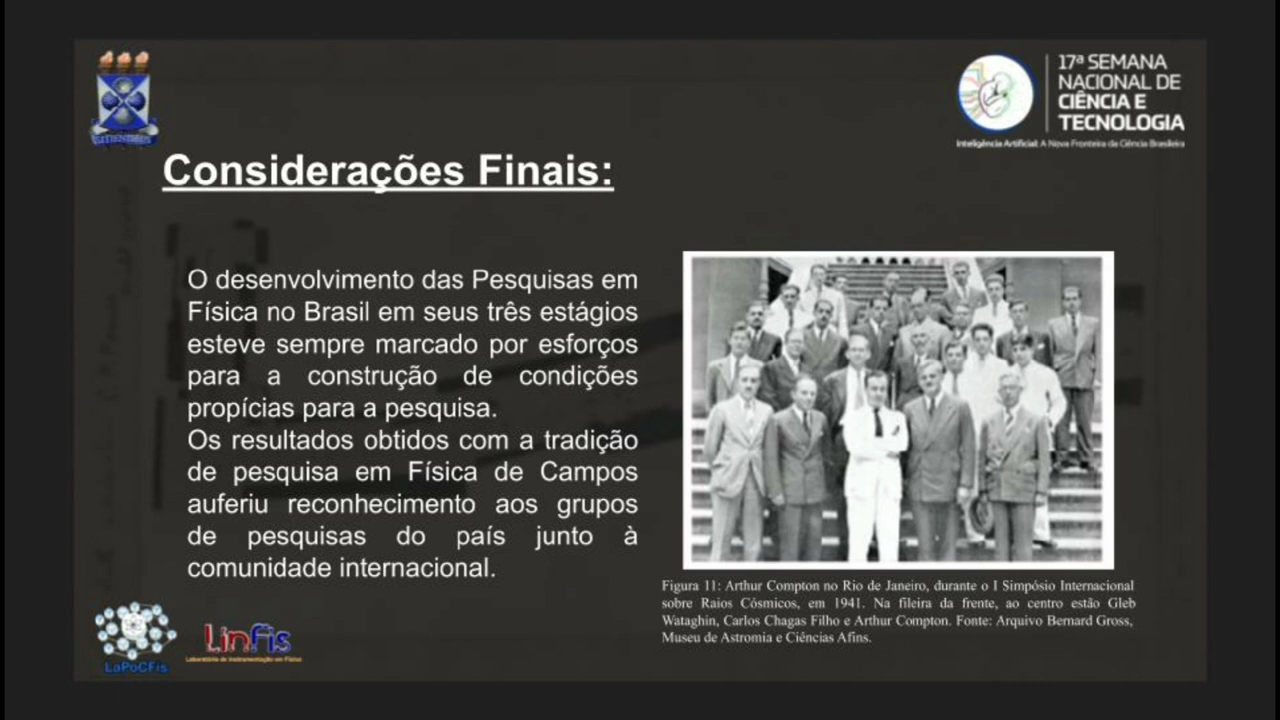 17ª SEMANA
NACIONAL DE
CIÊNCIA E
TECNOLOGIA
Inteligência Artificial: A Nova Fronteira da Ciência Brasileira
Considerações Finais:
O desenvolvimento das Pesquisas em
Física no Brasil em seus três estágios
esteve sempre marcado por esforços
para a construção de condições
propícias para a pesquisa.
Os resultados obtidos com a tradição
de pesquisa em Física de Campos
auferiu reconhecimento aos grupos
de pesquisas do país junto à
comunidade internacional.
Figura 11: Arthur Compton no Rio de Janeiro, durante o I Simpósio Internacional
sobre Raios Cósmicos, em 1941. Na fileira da frente, ao centro estão Gleb
Wataghin, Carlos Chagas Filho e Arthur Compton. Fonte: Arquivo Bernard Gross,
Museu de Astromia e Ciências Afins.
LaPoCFis
LinFis
Laboratório de Instrumentação em Física